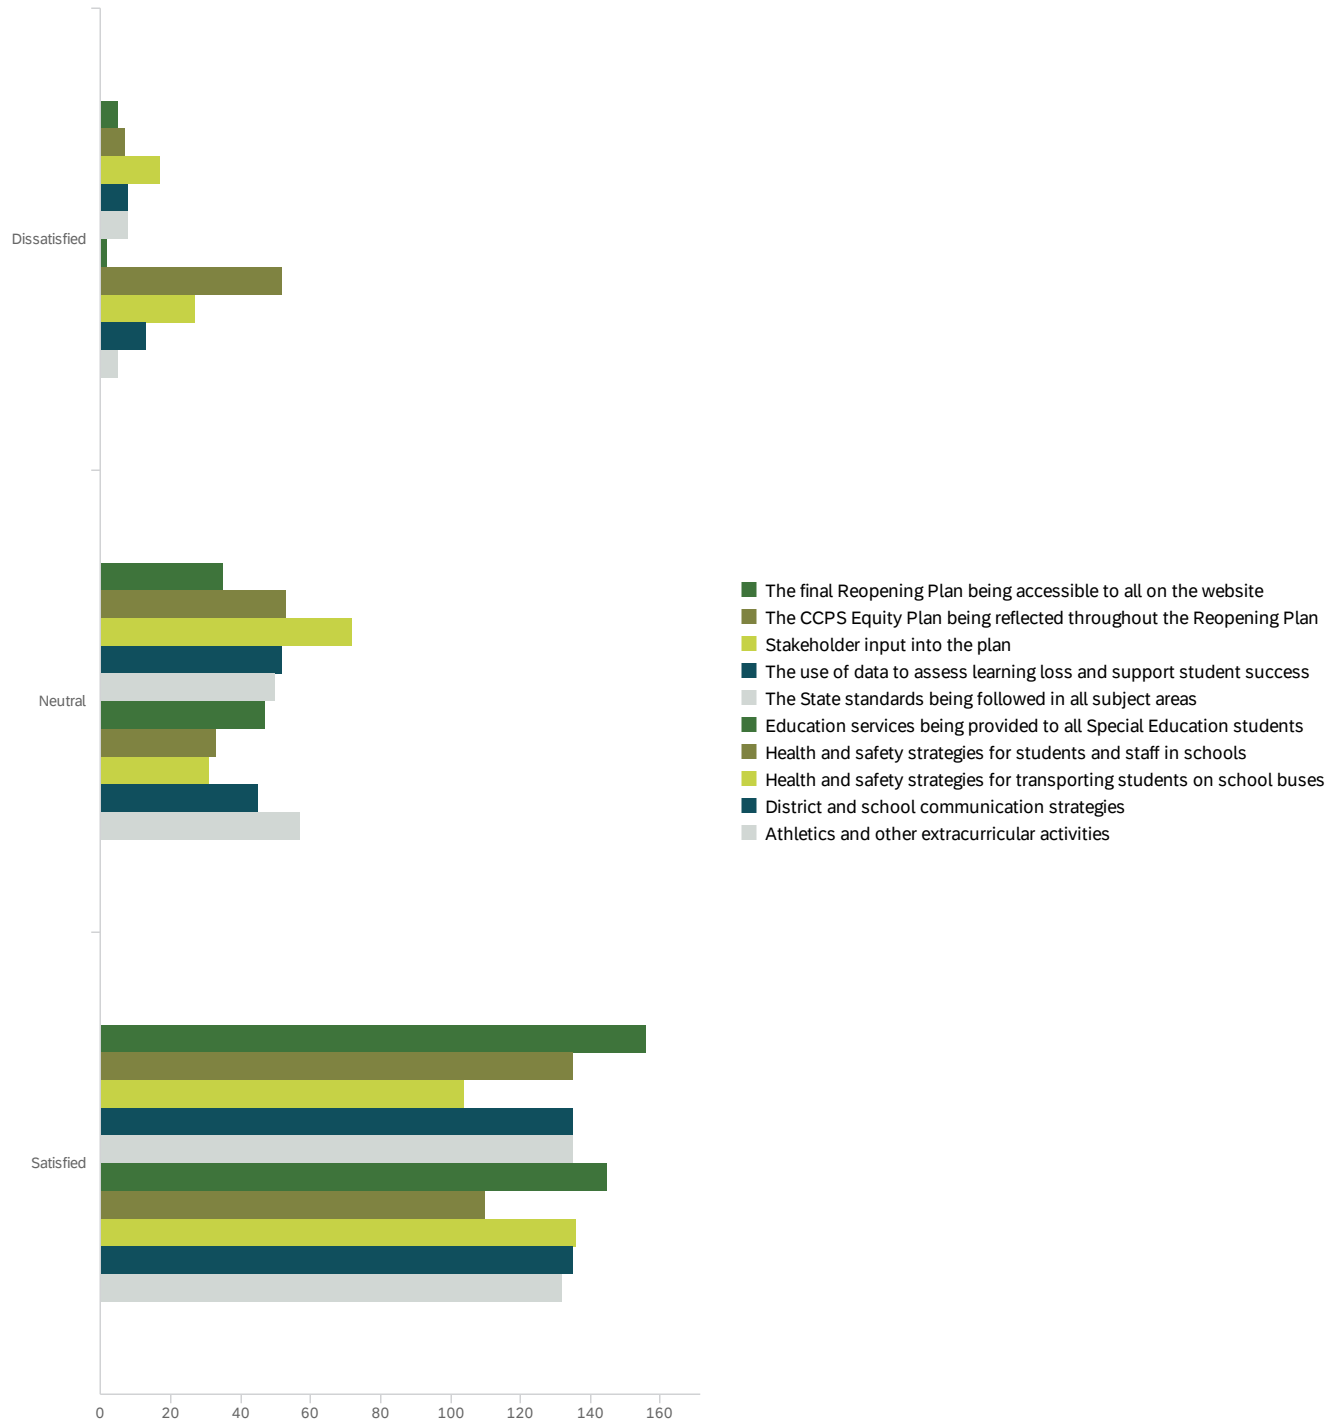 Dissatisfied
Neutral
Satisfied
The final Reopening Plan being accessible to all on the website
The CCPS Equity Plan being reflected throughout the Reopening Plan
Stakeholder input into the plan
The use of data to assess learning loss and support student success
The State standards being followed in all subject areas
Education services being provided to all Special Education students
Health and safety strategies for students and staff in schools
Health and safety strategies for transporting students on school buses
District and school communication strategies
Athletics and other extracurricular activities
0 20 40 60 80 100 120 140 160